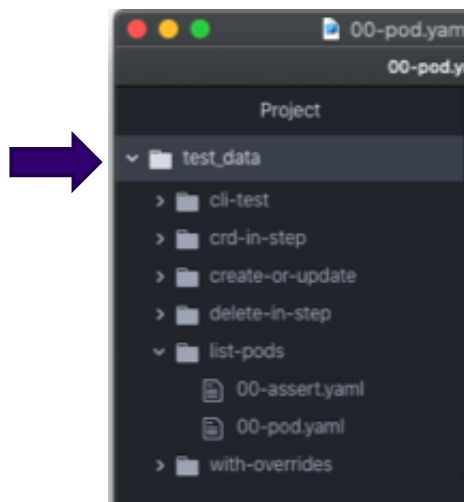 00-pod.yam
00-pod.y
Project
test_data
cli-test
crd-in-step
create-or-update
delete-in-step
list-pods
00-assert.yaml
00-pod.yaml
with-overrides